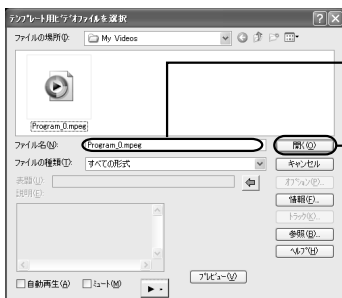 テンプレート用ビデオファイルを選択
ファイルの場所(I):
My Videos
Program_0.mpeg
ファイル名(N):
Program_0.mpeg
開く(O)
ファイルの種類(T):
すべての形式
キャンセル
表題(U):
オプション(P)...
説明(E):
情報(F)...
トラック(K)...
参照(B)...
ヘルプ(H)
プレビュー(V)
自動再生(A)
ミュート(M)